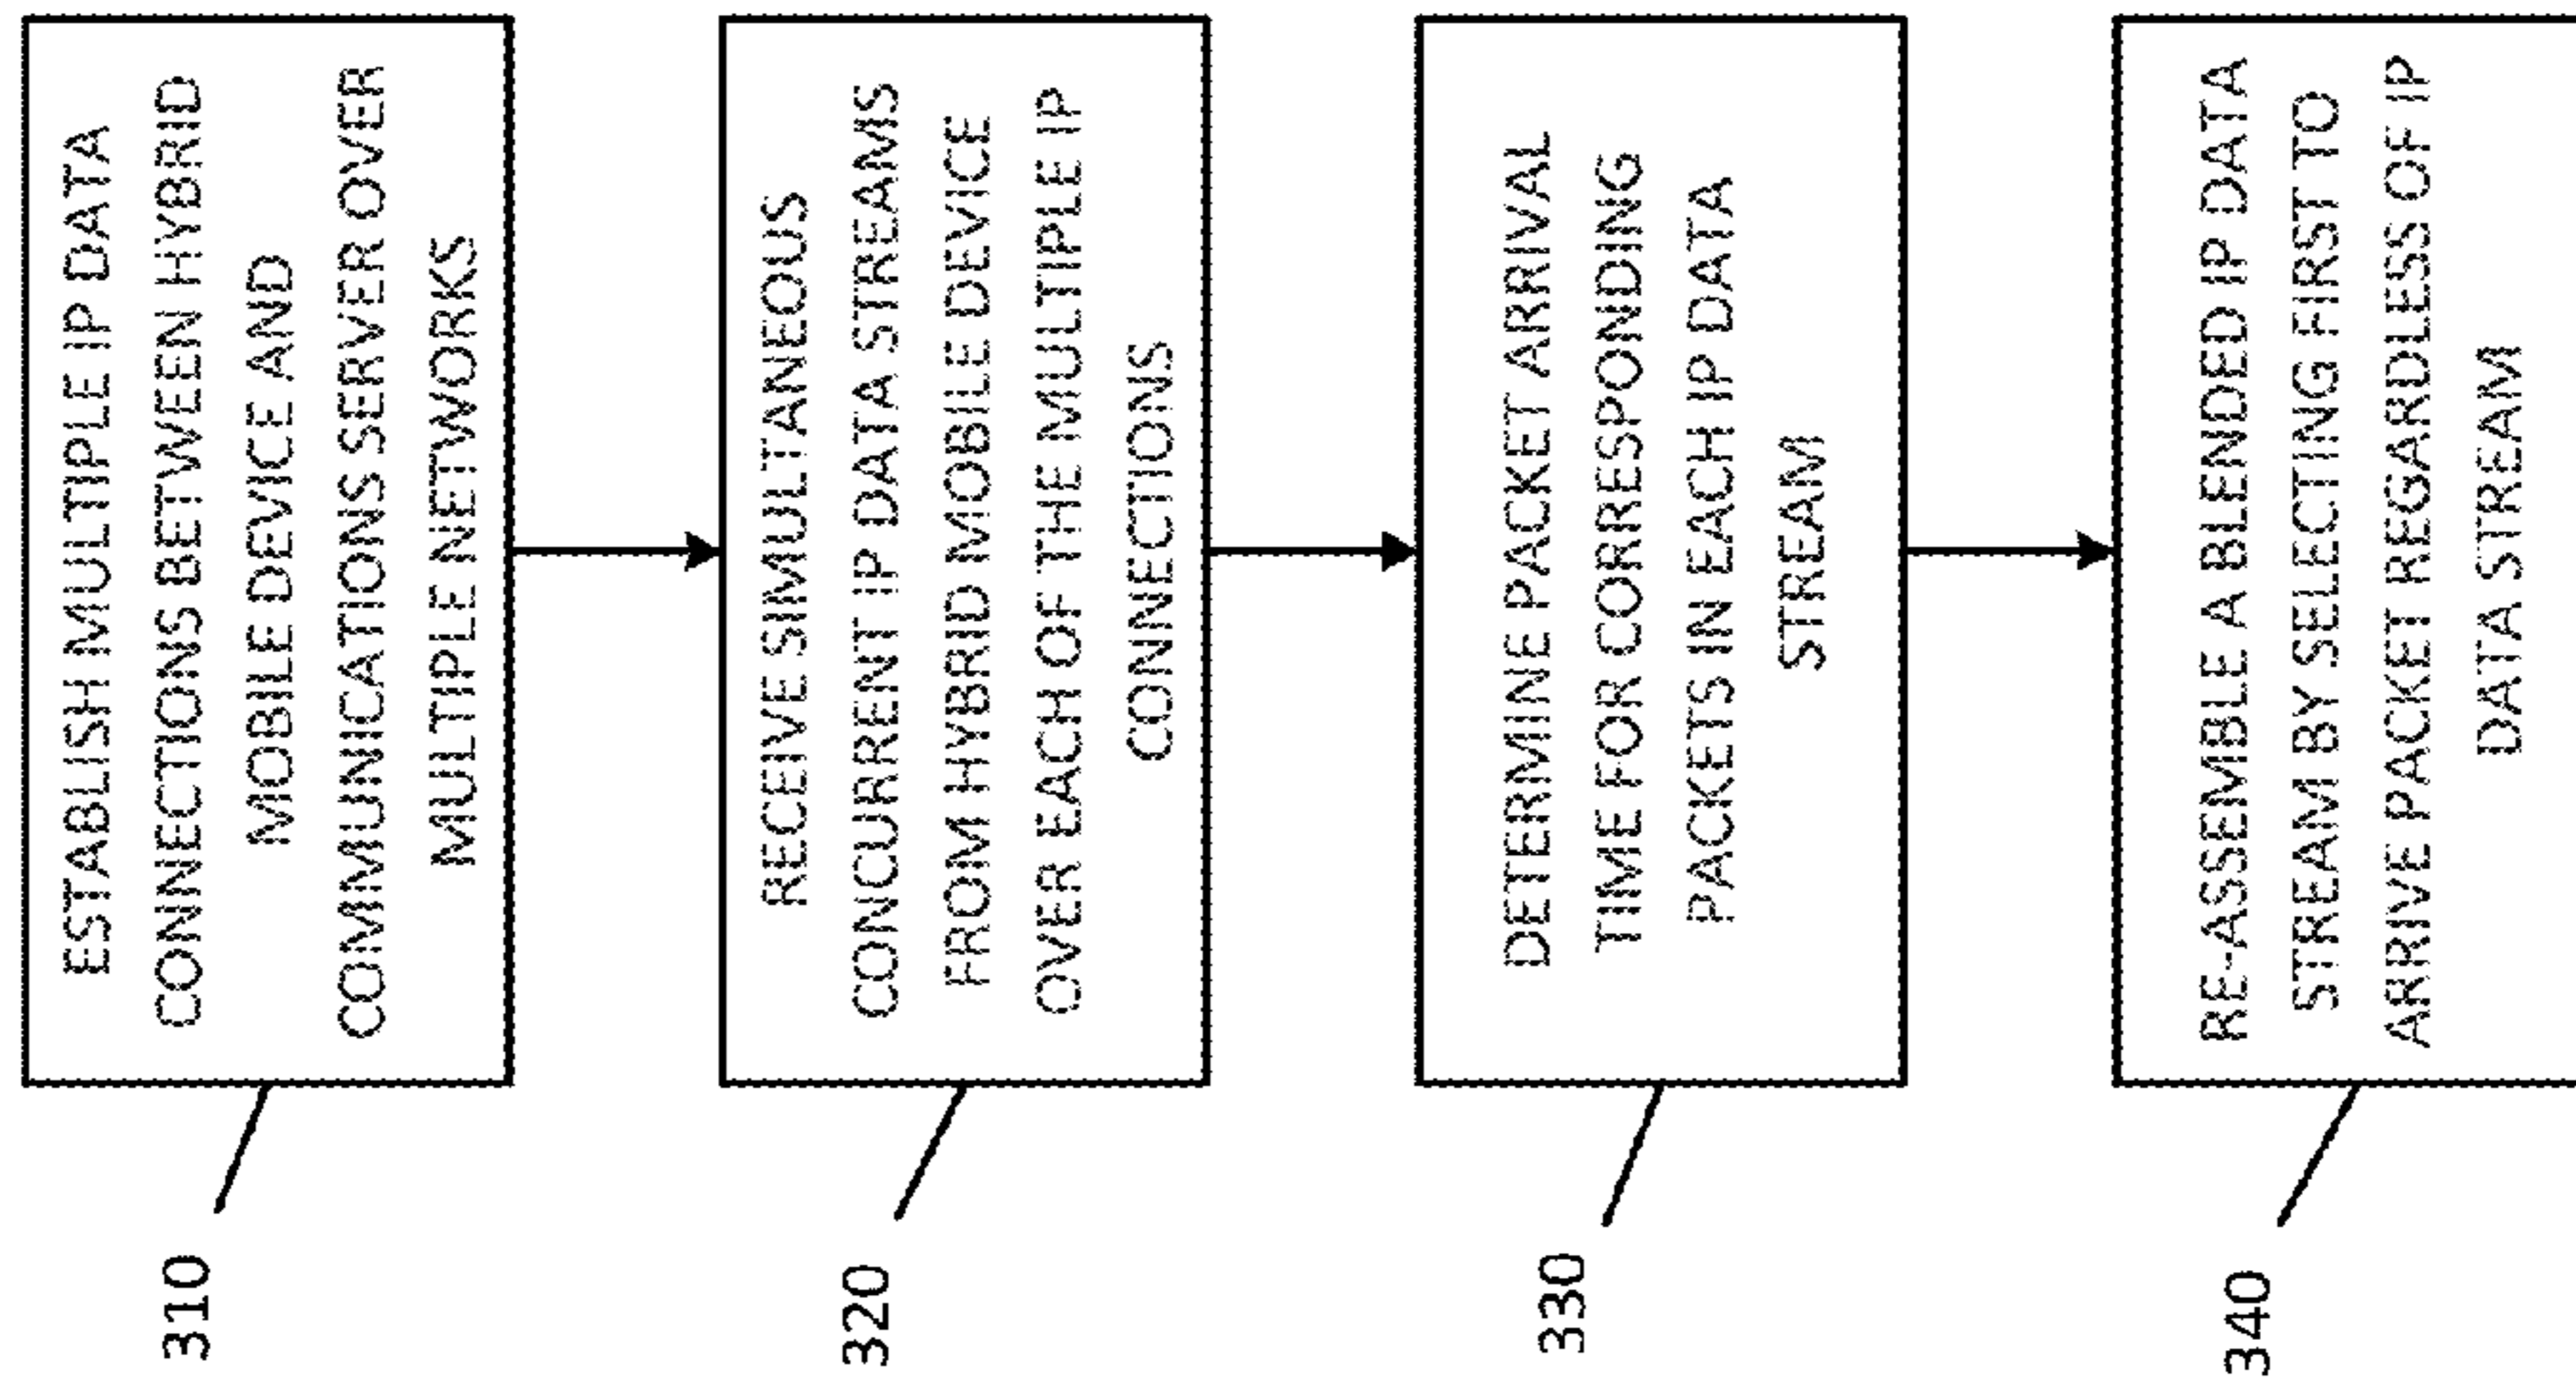 310
ESTABLISH MULTIPLE IP DATA
CONNECTIONS BETWEEN HYBRID
MOBILE DEVICE AND
COMMUNICATIONS SERVER OVER
MULTIPLE NETWORKS
320
RECEIVE SIMULTANEOUS
CONCURRENT IP DATA STREAMS
FROM HYBRID MOBILE DEVICE
OVER EACH OF THE MULTIPLE IP
CONNECTIONS
330
DETERMINE PACKET ARRIVAL
TIME FOR CORRESPONDING
PACKETS IN EACH IP DATA
STREAM
340
RE-ASSEMBLE A BLENDED IP DATA
STREAM BY SELECTING FIRST TO
ARRIVE PACKET REGARDLESS OF IP
DATA STREAM